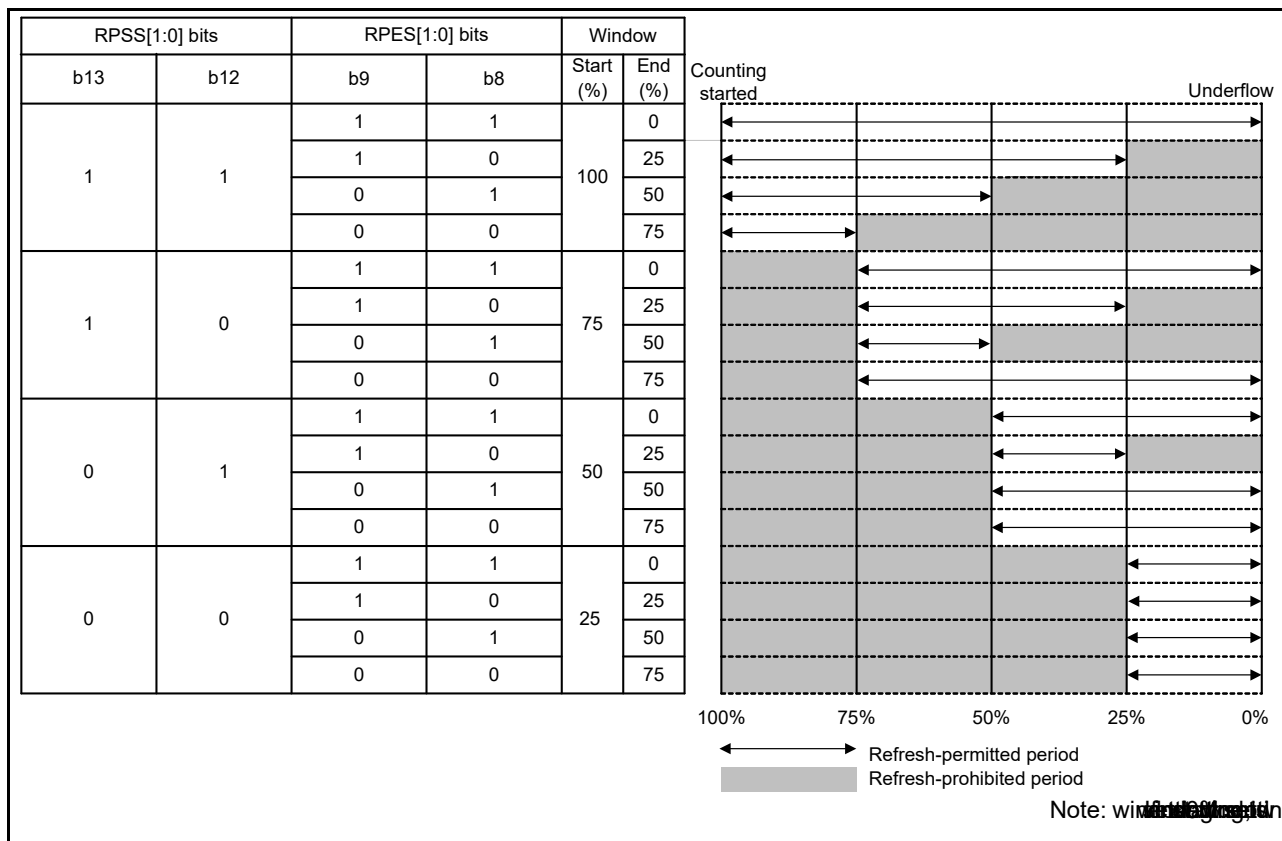 RPSS[1:0] bits RPES[1:0] bits Window
b13 b12 b9 b8 Start (%) End (%)
Counting started Underflow
1 1 1 1 100 0
1 0 25
0 1 50
0 0 75
1 0 1 1 75 0
1 0 25
0 1 50
0 0 75
0 1 1 1 50 0
1 0 25
0 1 50
0 0 75
0 0 1 1 25 0
1 0 25
0 1 50
0 0 75
100% 75% 50% 25% 0%
Refresh-permitted period
Refresh-prohibited period
Note: